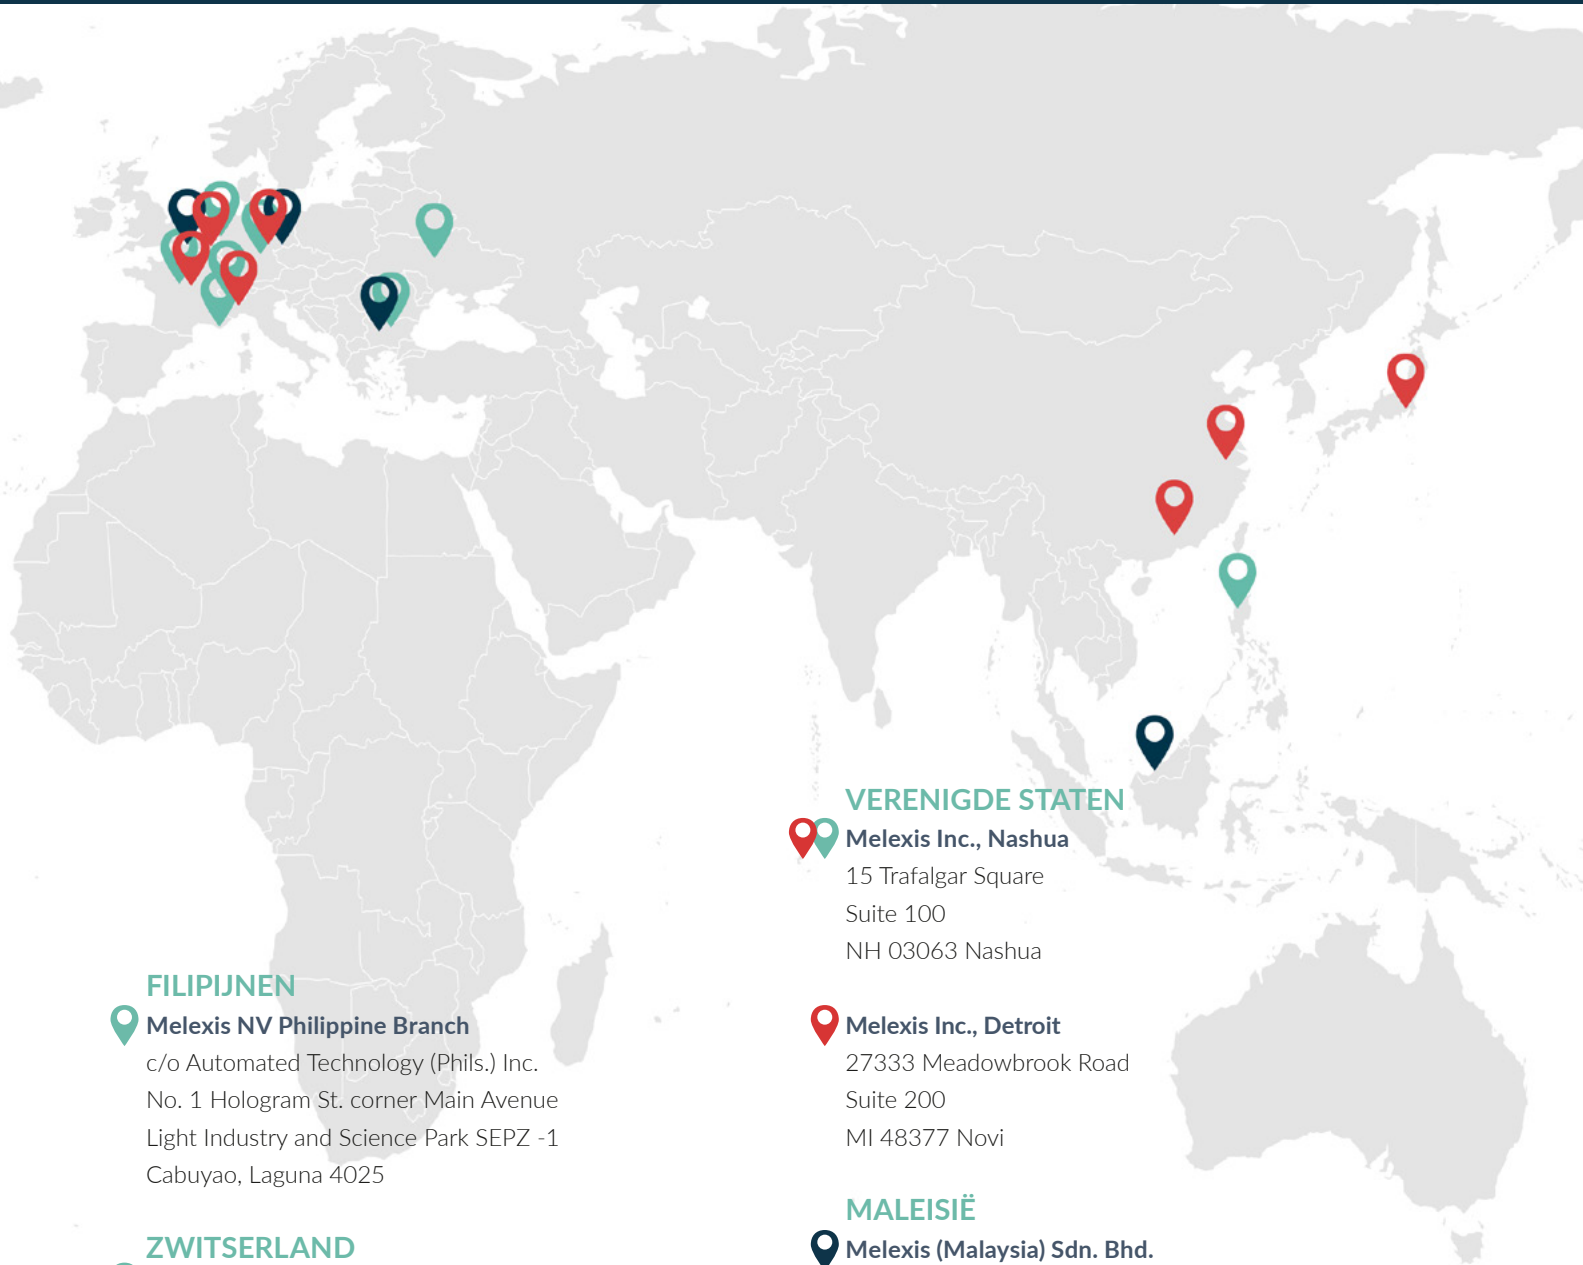 FILIPIJNEN
Melexis NV Philippine Branch
c/o Automated Technology (Phils.) Inc.
No. 1 Hologram St. corner Main Avenue
Light Industry and Science Park SEPZ -1
Cabuyao, Laguna 4025
ZWITSERLAND
VERENIGDE STATEN
Melexis Inc., Nashua
15 Trafalgar Square
Suite 100
NH 03063 Nashua
Melexis Inc., Detroit
27333 Meadowbrook Road
Suite 200
MI 48377 Novi
MALEISIË
Melexis (Malaysia) Sdn. Bhd.